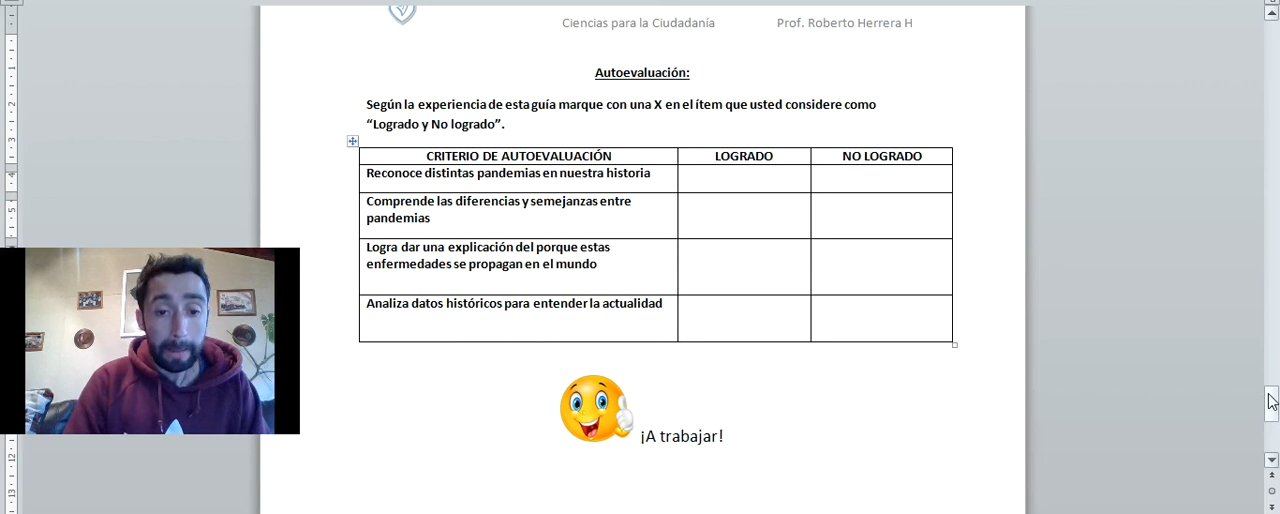 Ciencias para la Ciudadanía Prof. Roberto Herrera H
Autoevaluación:
Según la experiencia de esta guía marque con una X en el ítem que usted considere como
“Logrado y No logrado”.
CRITERIO DE AUTOEVALUACIÓN LOGRADO NO LOGRADO
Reconoce distintas pandemias en nuestra historia
Comprende las diferencias y semejanzas entre
pandemias
Logra dar una explicación del porque estas
enfermedades se propagan en el mundo
Analiza datos históricos para entender la actualidad
¡A trabajar!